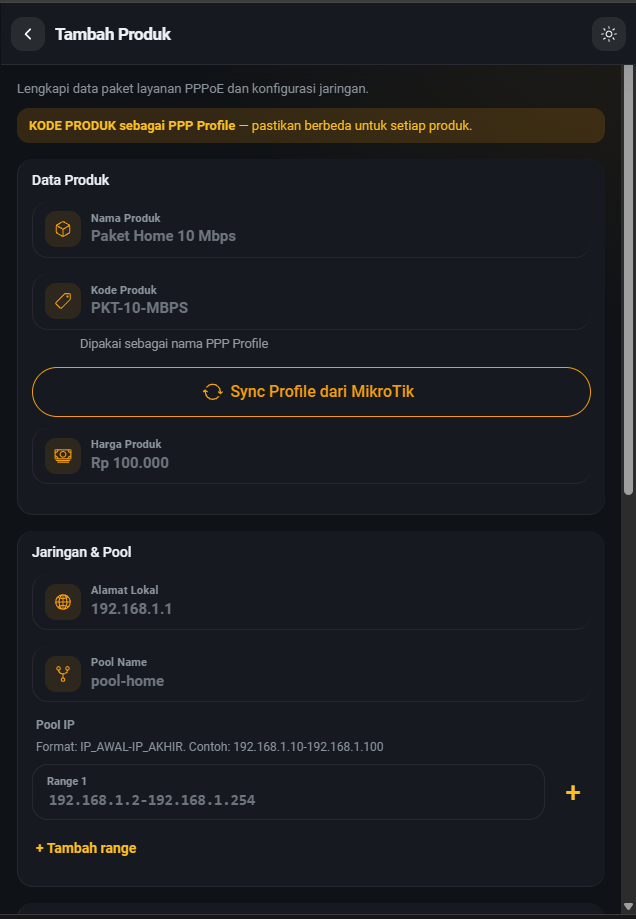 Tambah Produk
Lengkapi data paket layanan PPPoE dan konfigurasi jaringan.
KODE PRODUK sebagai PPP Profile — pastikan berbeda untuk setiap produk.
Data Produk
Nama Produk
Paket Home 10 Mbps
Kode Produk
PKT-10-MBPS
Dipakai sebagai nama PPP Profile
Sync Profile dari MikroTik
Harga Produk
Rp 100.000
Jaringan & Pool
Alamat Lokal
192.168.1.1
Pool Name
pool-home
Pool IP
Format: IP_AWAL-IP_AKHIR. Contoh: 192.168.1.10-192.168.1.100
Range 1
192.168.1.2-192.168.1.254
+
+ Tambah range